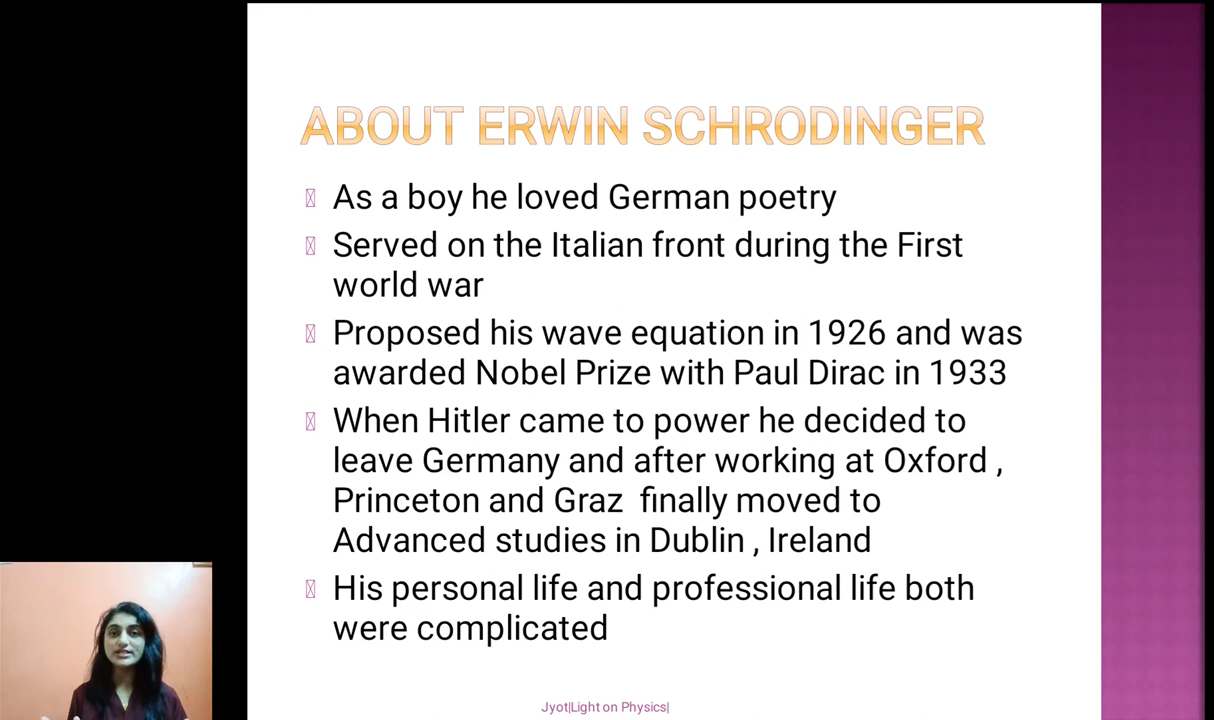 ABOUT ERWIN SCHRODINGER
As a boy he loved German poetry
Served on the Italian front during the First
world war
Proposed his wave equation in 1926 and was
awarded Nobel Prize with Paul Dirac in 1933
When Hitler came to power he decided to
leave Germany and after working at Oxford ,
Princeton and Graz  finally moved to
Advanced studies in Dublin , Ireland
His personal life and professional life both
were complicated
Jyot|Light on Physics|